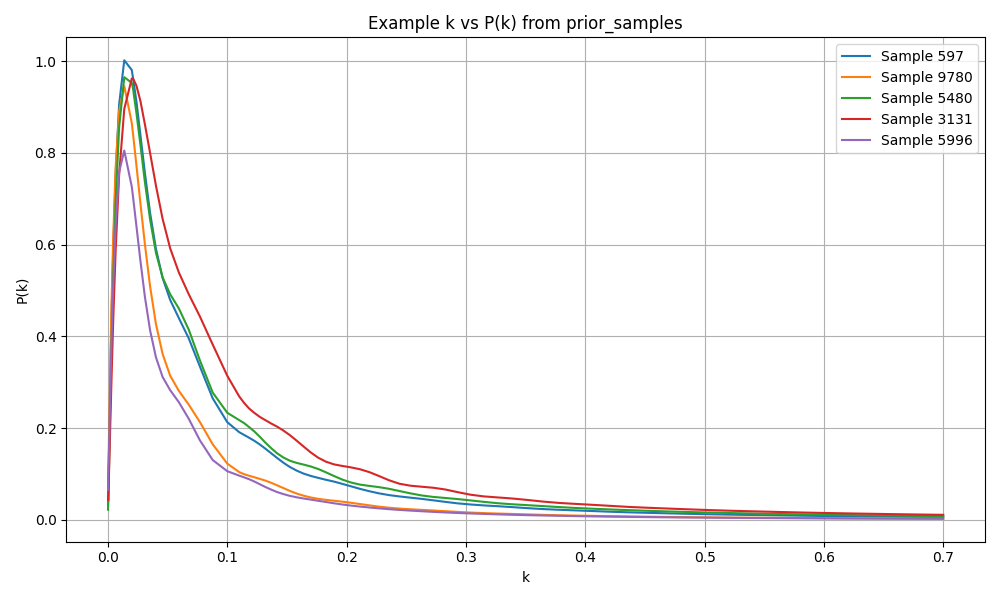 Example k vs P(k) from prior_samples
Sample 597
Sample 9780
Sample 5480
Sample 3131
Sample 5996
P(k)
1.0
0.8
0.6
0.4
0.2
0.0
0.0 0.1 0.2 0.3 0.4 0.5 0.6 0.7
k